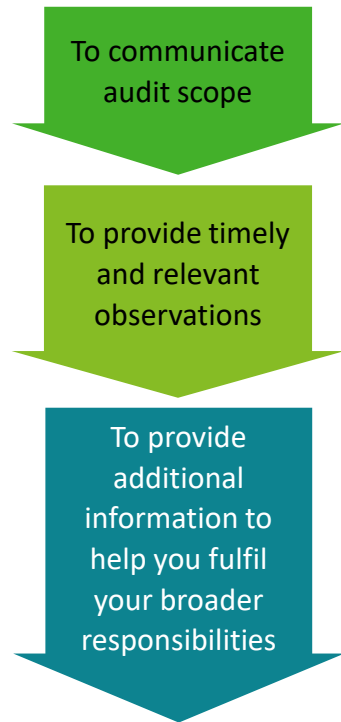 To communicate
audit scope
To provide timely
and relevant
observations
To provide
additional
information to
help you fulfil
your broader
responsibilities